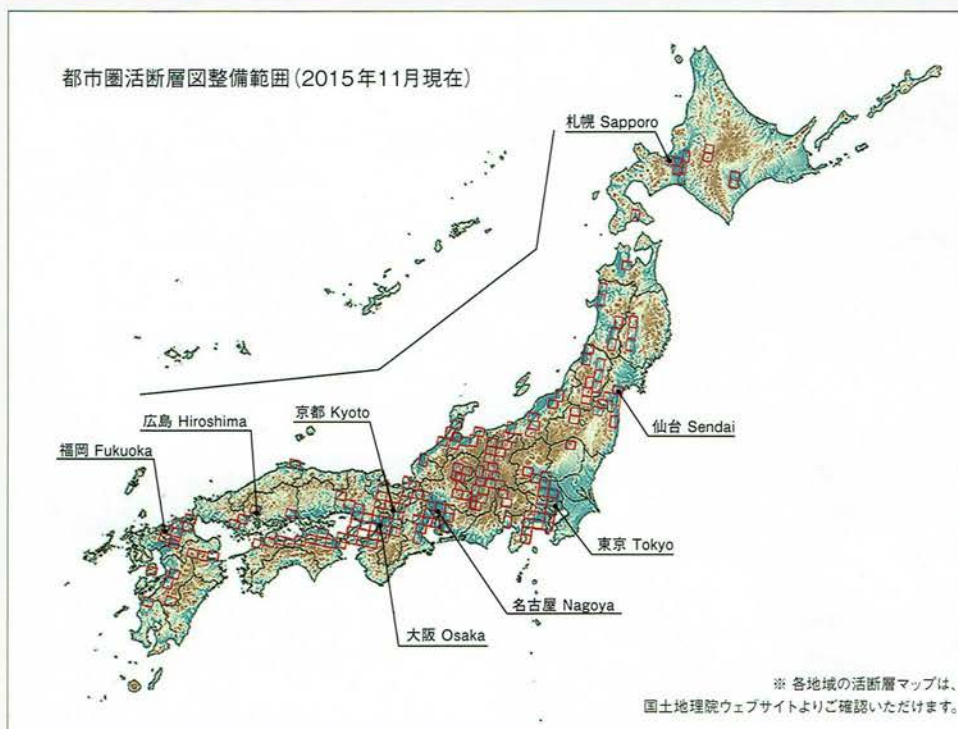 都市圏活断層図整備範囲(2015年11月現在)
札幌 Sapporo
仙台 Sendai
京都 Kyoto
広島 Hiroshima
福岡 Fukuoka
東京 Tokyo
名古屋 Nagoya
大阪 Osaka
※ 各地域の活断層マップは、
国土地理院ウェブサイトよりご確認いただけます。